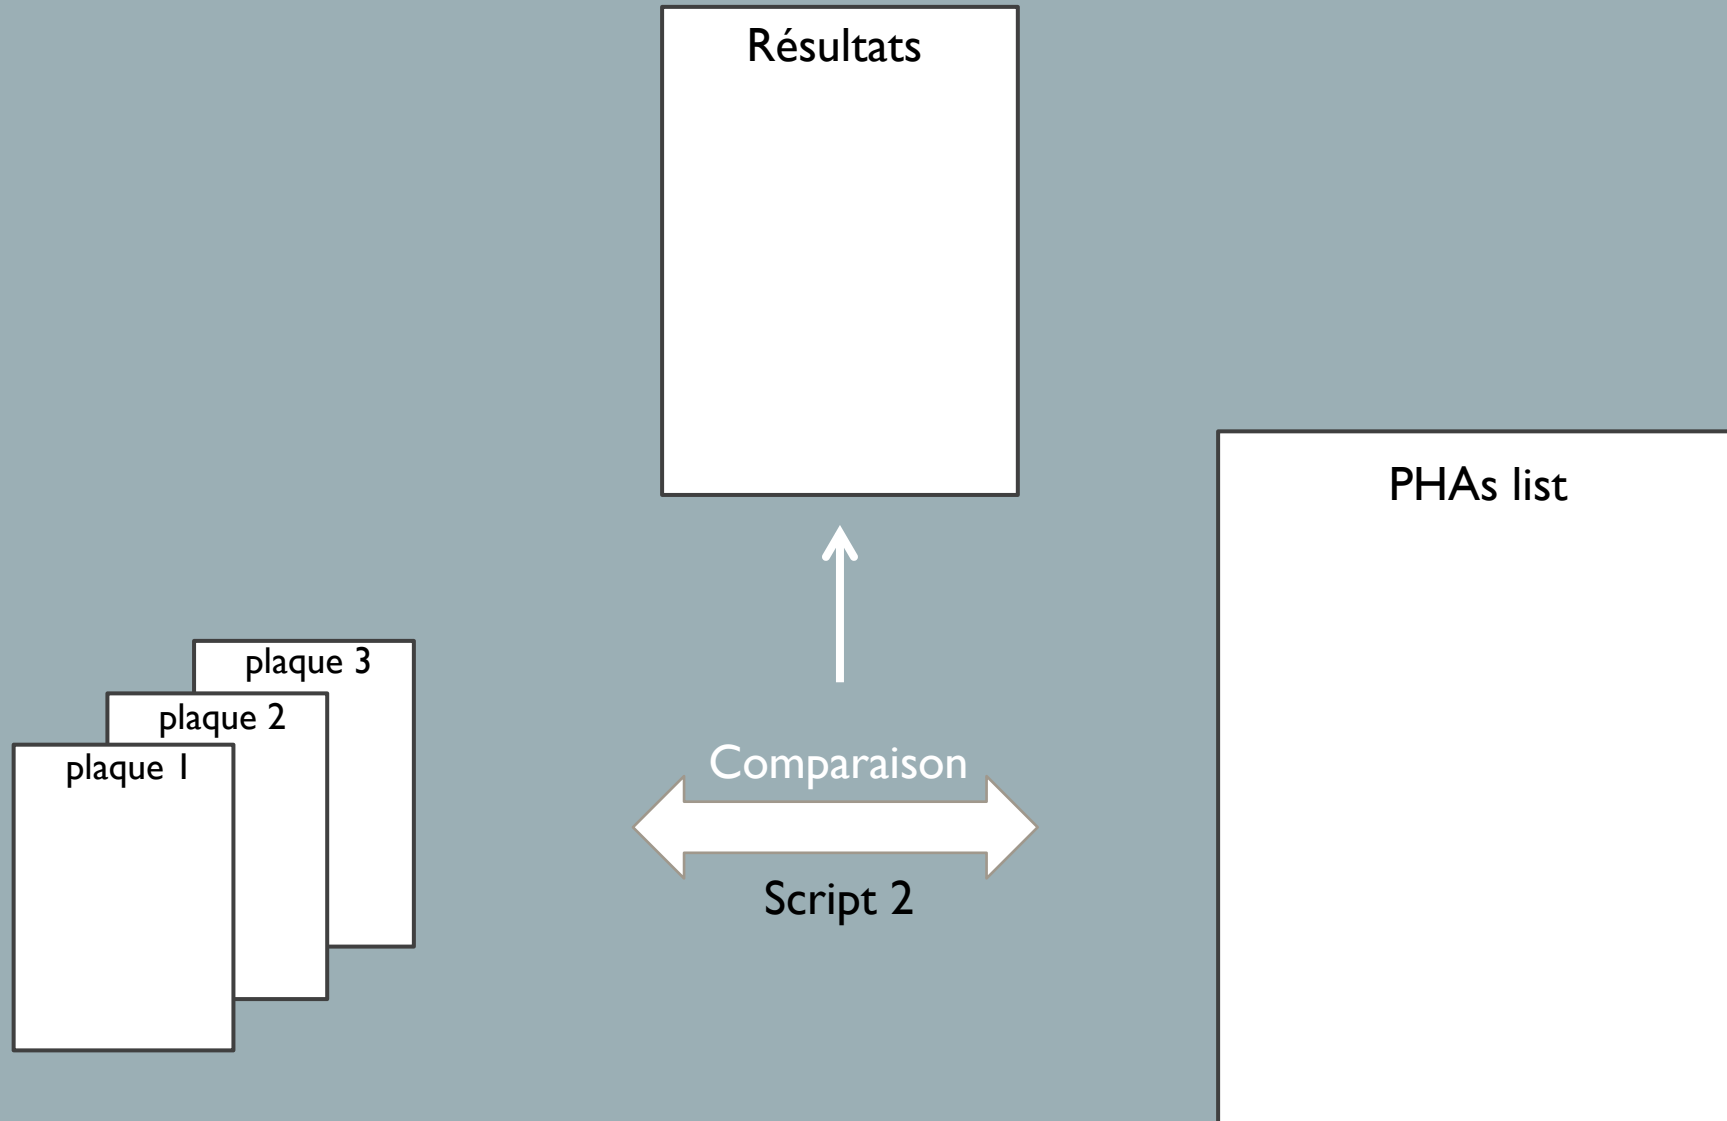 Résultats
PHAs list
plaque 3
plaque 2
plaque 1
Comparaison
Script 2